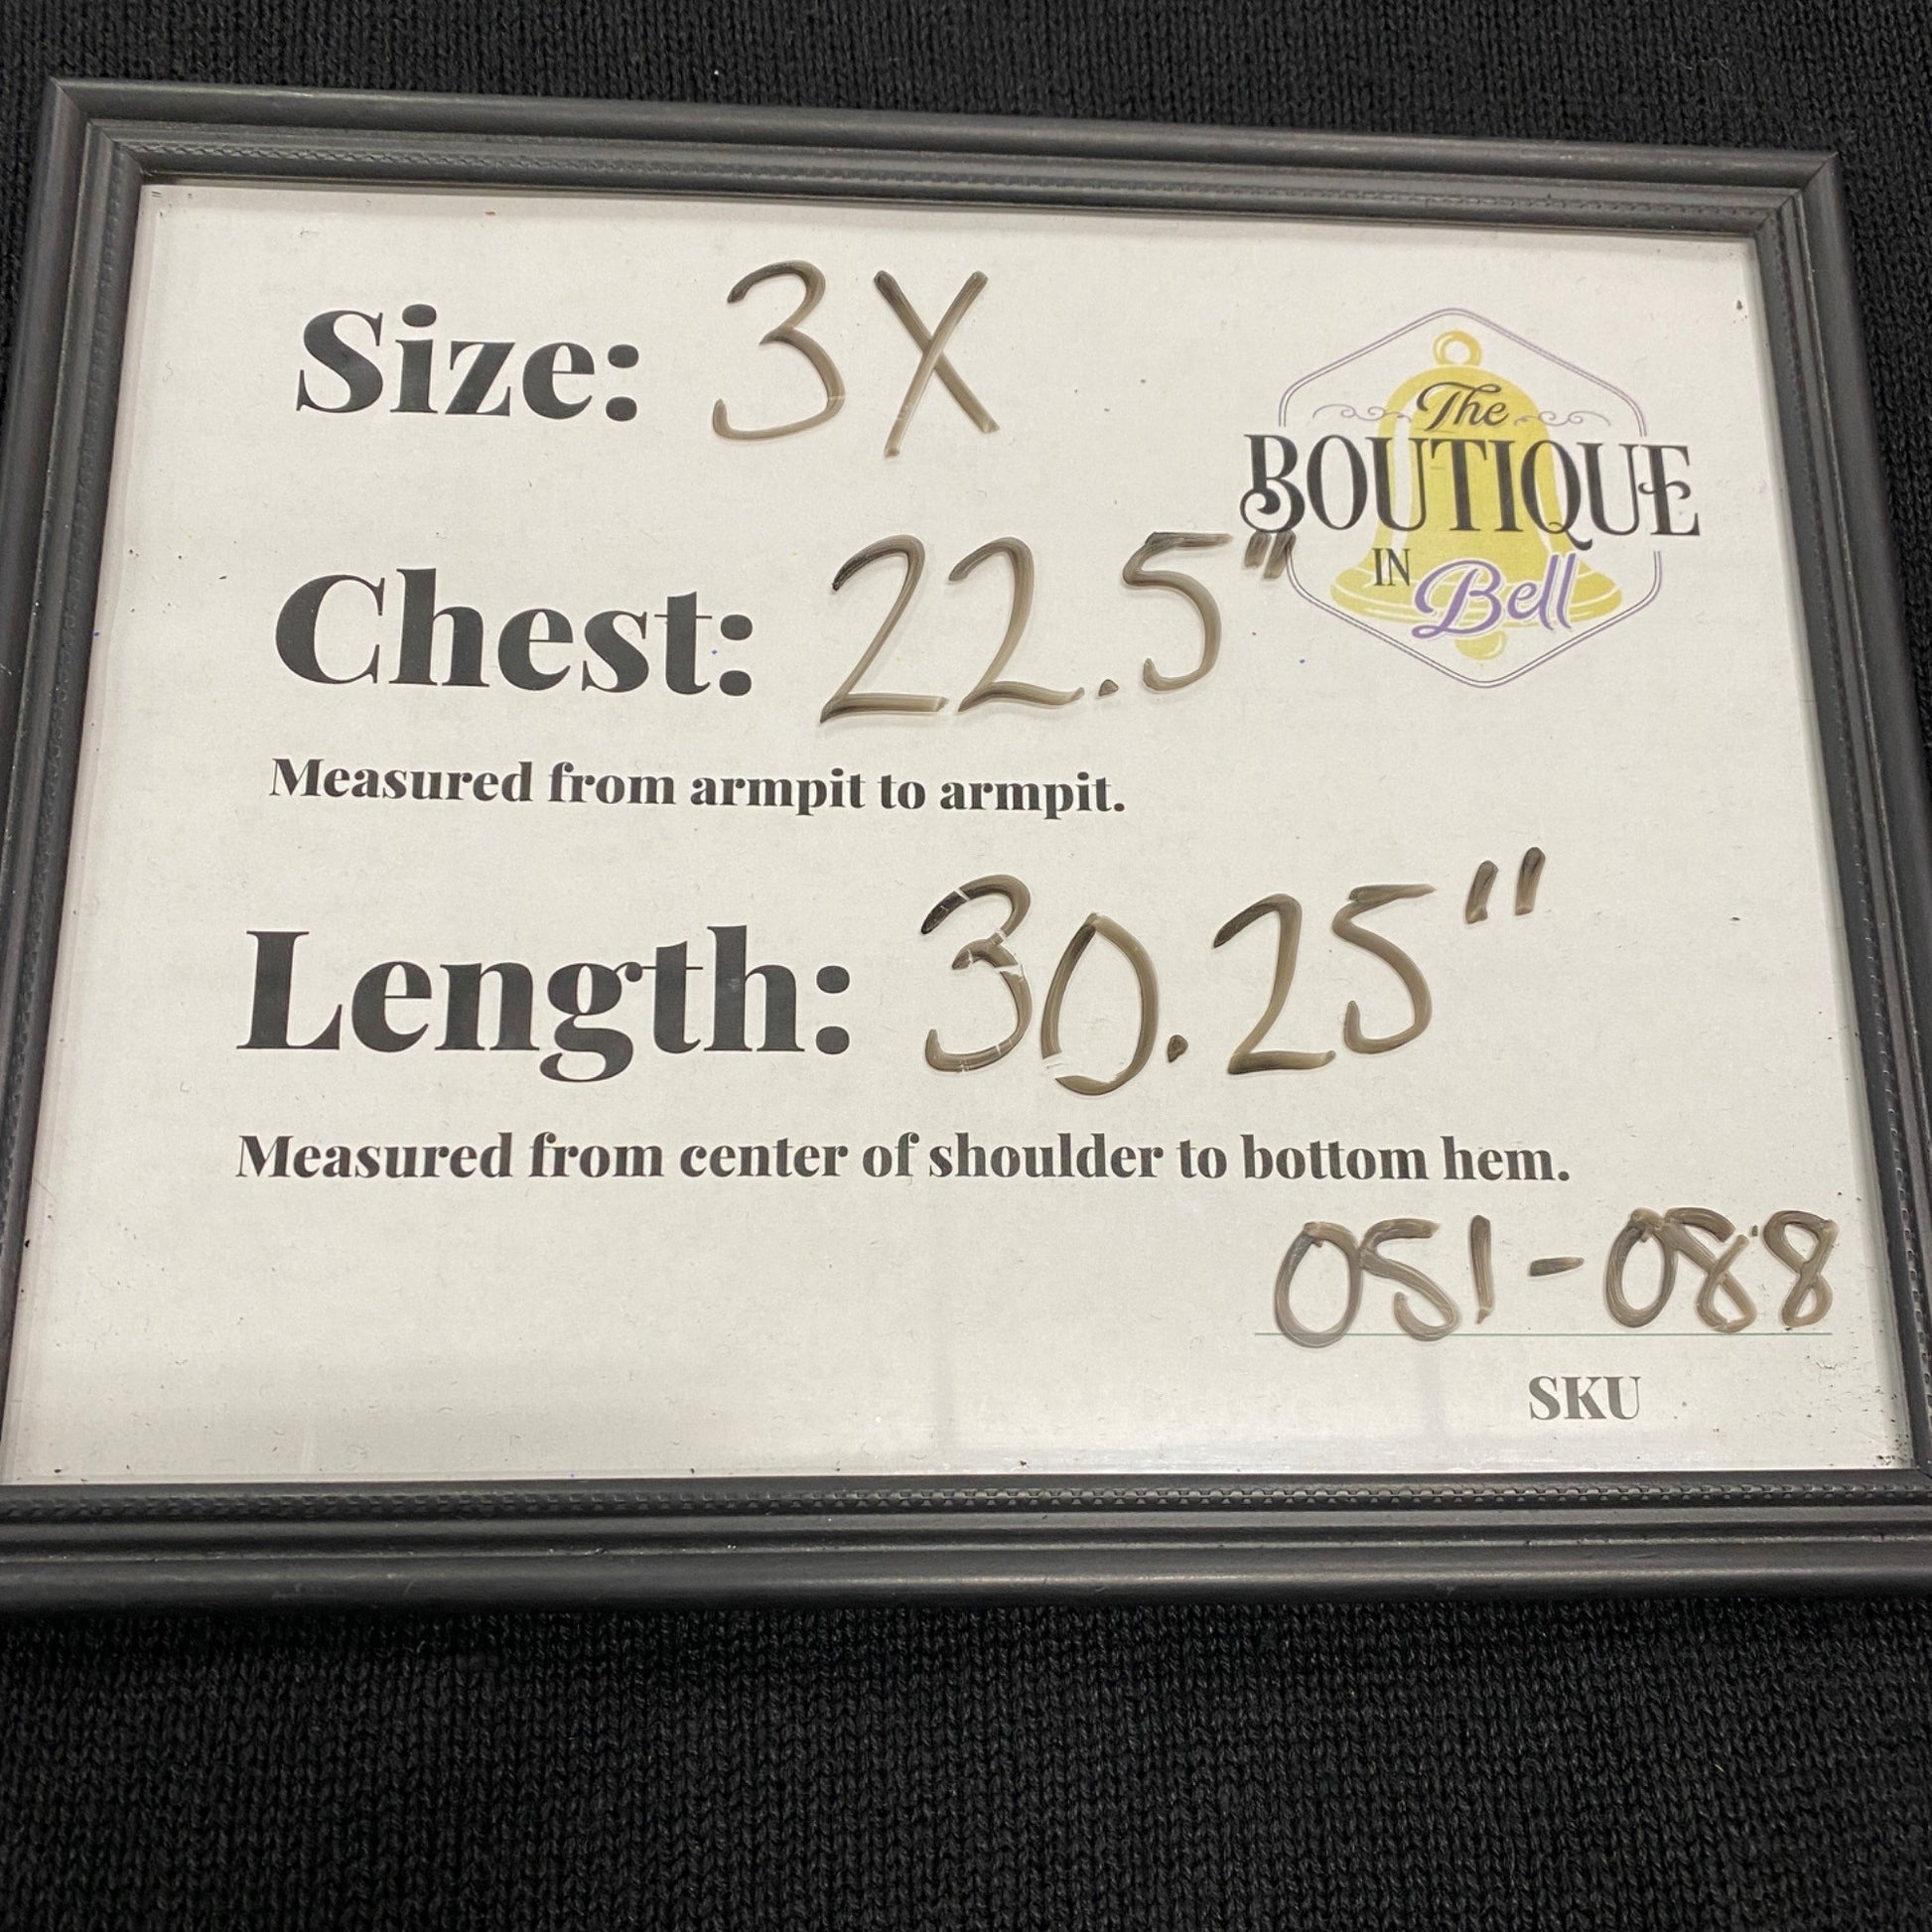 Size: 3X
The
BOUTIQUE
IN Bell
Chest: 22.5"
Measured from armpit to armpit.
Length: 30.25"
Measured from center of shoulder to bottom hem.
051-088
SKU